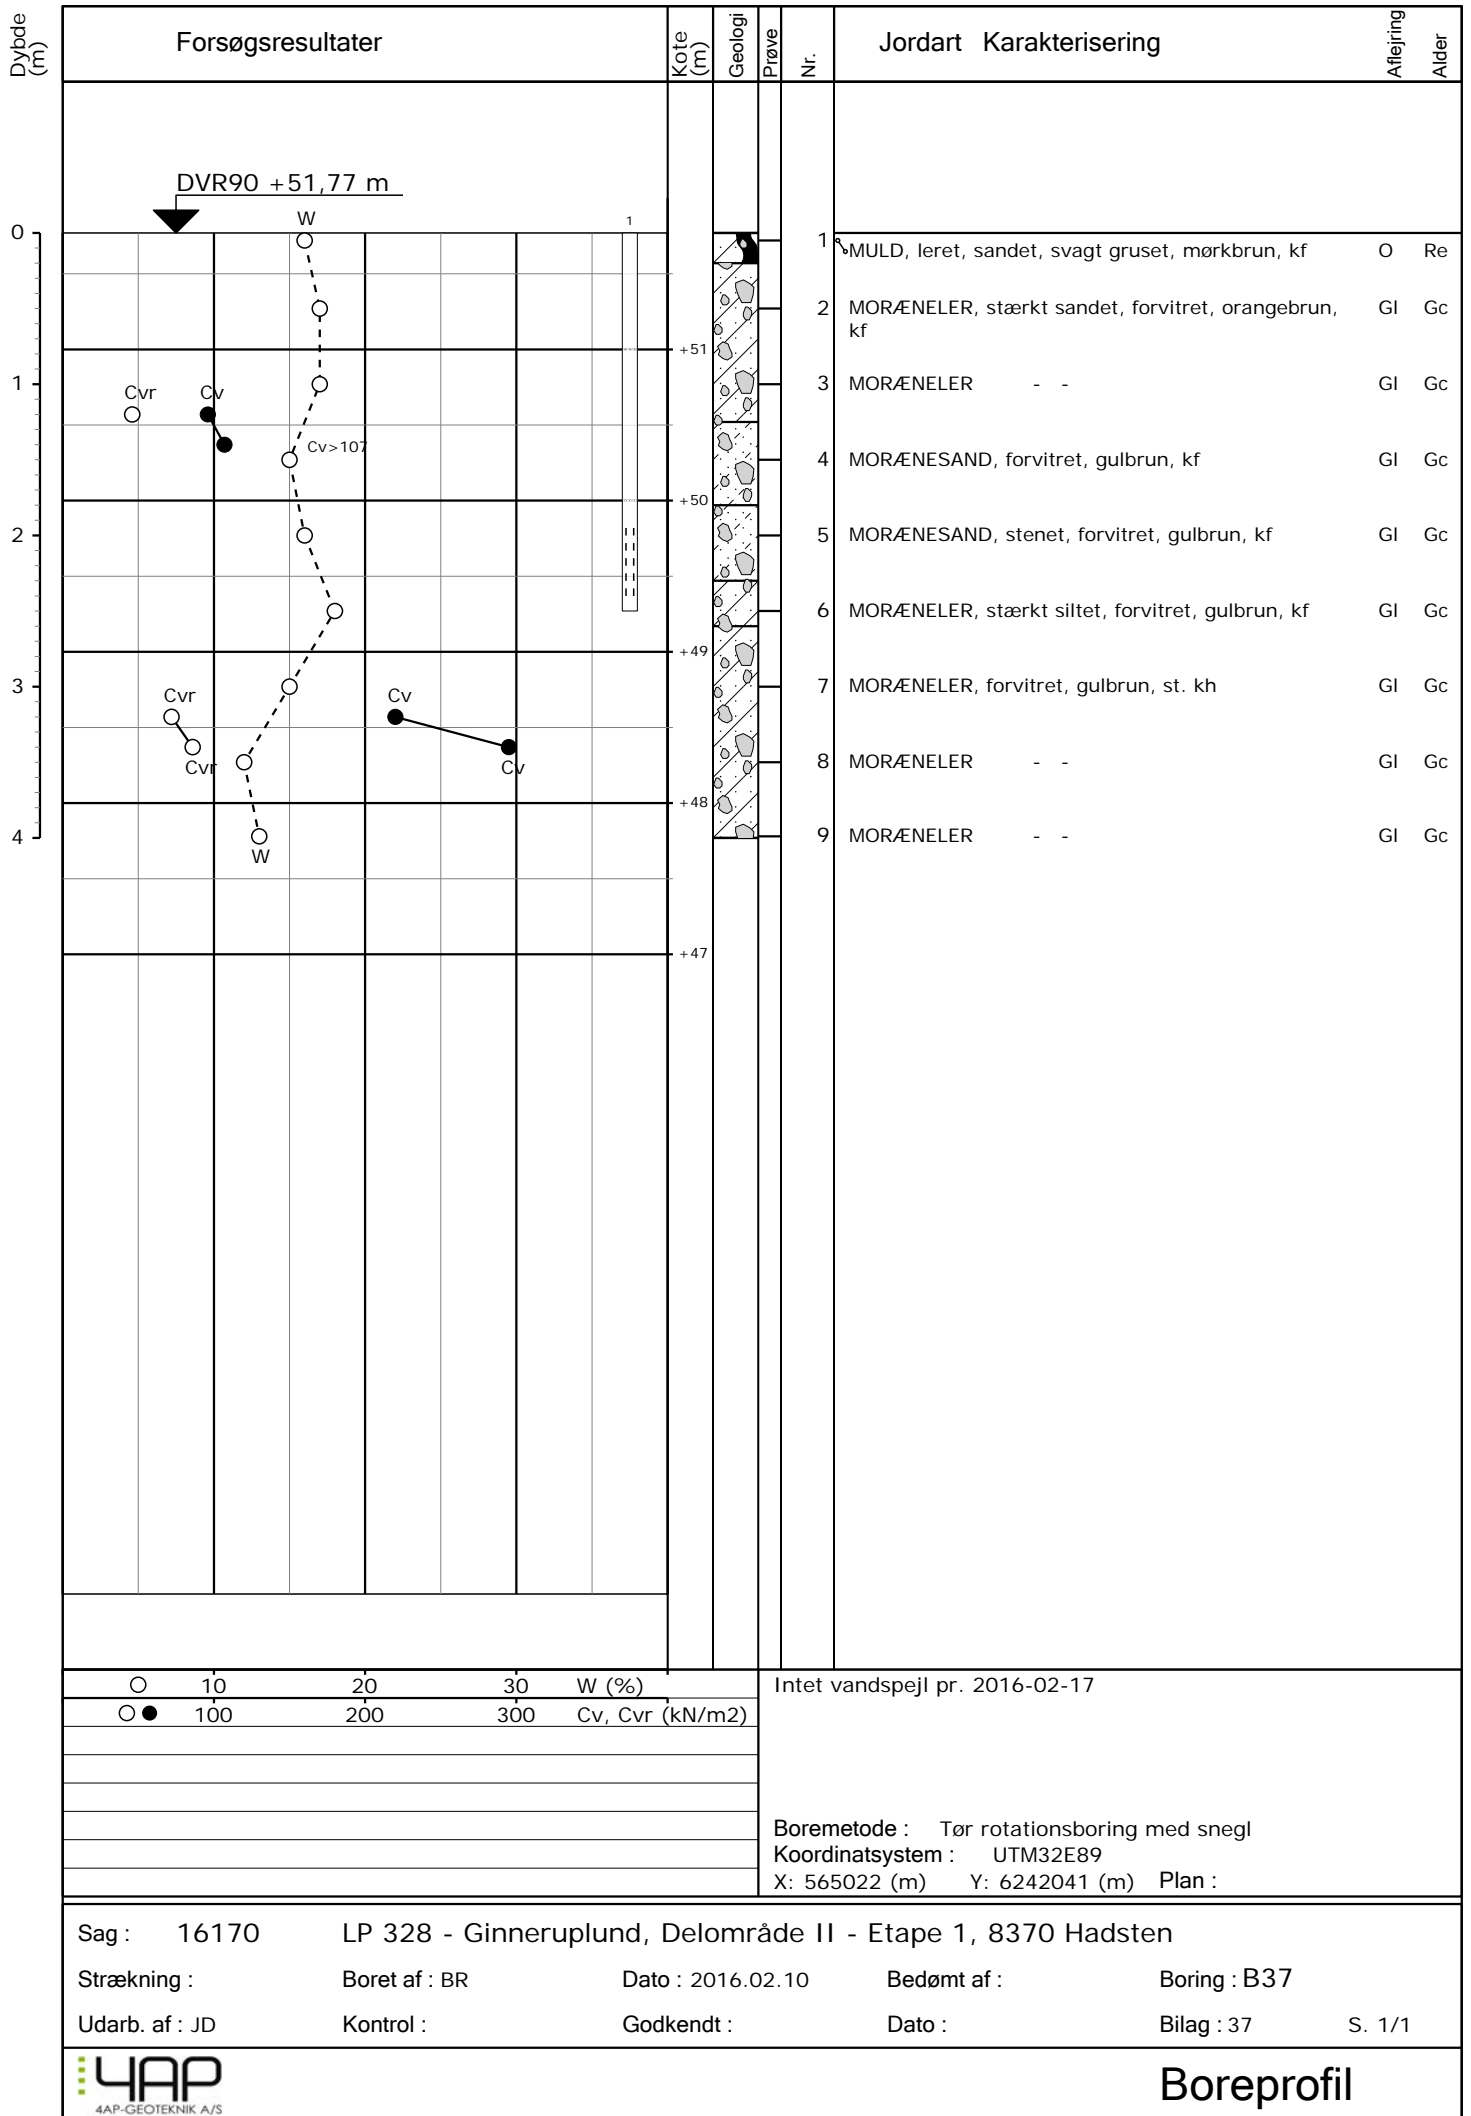 Dybde (m)
Forsøgsresultater
Kote (m)
Geologi
Prøve
Nr.
Jordart Karakterisering
Aflejring
Alder
DVR90 +51,77 m
W
1
0
1 MULD, leret, sandet, svagt gruset, mørkbrun, kf O Re
2 MORÆNELER, stærkt sandet, forvitret, orangebrun, Gl Gc
kf
+51
1
Cvr Cv
3 MORÆNELER - - Gl Gc
Cv>107
4 MORÆNESAND, forvitret, gulbrun, kf Gl Gc
+50
2
5 MORÆNESAND, stenet, forvitret, gulbrun, kf Gl Gc
6 MORÆNELER, stærkt siltet, forvitret, gulbrun, kf Gl Gc
+49
3
Cvr Cv
7 MORÆNELER, forvitret, gulbrun, st. kh Gl Gc
Cvr Cv
8 MORÆNELER - - Gl Gc
+48
4
W
9 MORÆNELER - - Gl Gc
+47
10 20 30 W (%)
100 200 300 Cv, Cvr (kN/m2)
Intet vandspejl pr. 2016-02-17
Boremetode : Tør rotationsboring med snegl
Koordinatsystem : UTM32E89
X: 565022 (m) Y: 6242041 (m) Plan :
Sag : 16170 LP 328 - Ginneruplund, Delområde II - Etape 1, 8370 Hadsten
Strækning : Boret af : BR Dato : 2016.02.10 Bedømt af : Boring : B37
Udarb. af : JD Kontrol : Godkendt : Dato : Bilag : 37 S. 1/1
4AP
4AP-GEOTEKNIK A/S
Boreprofil